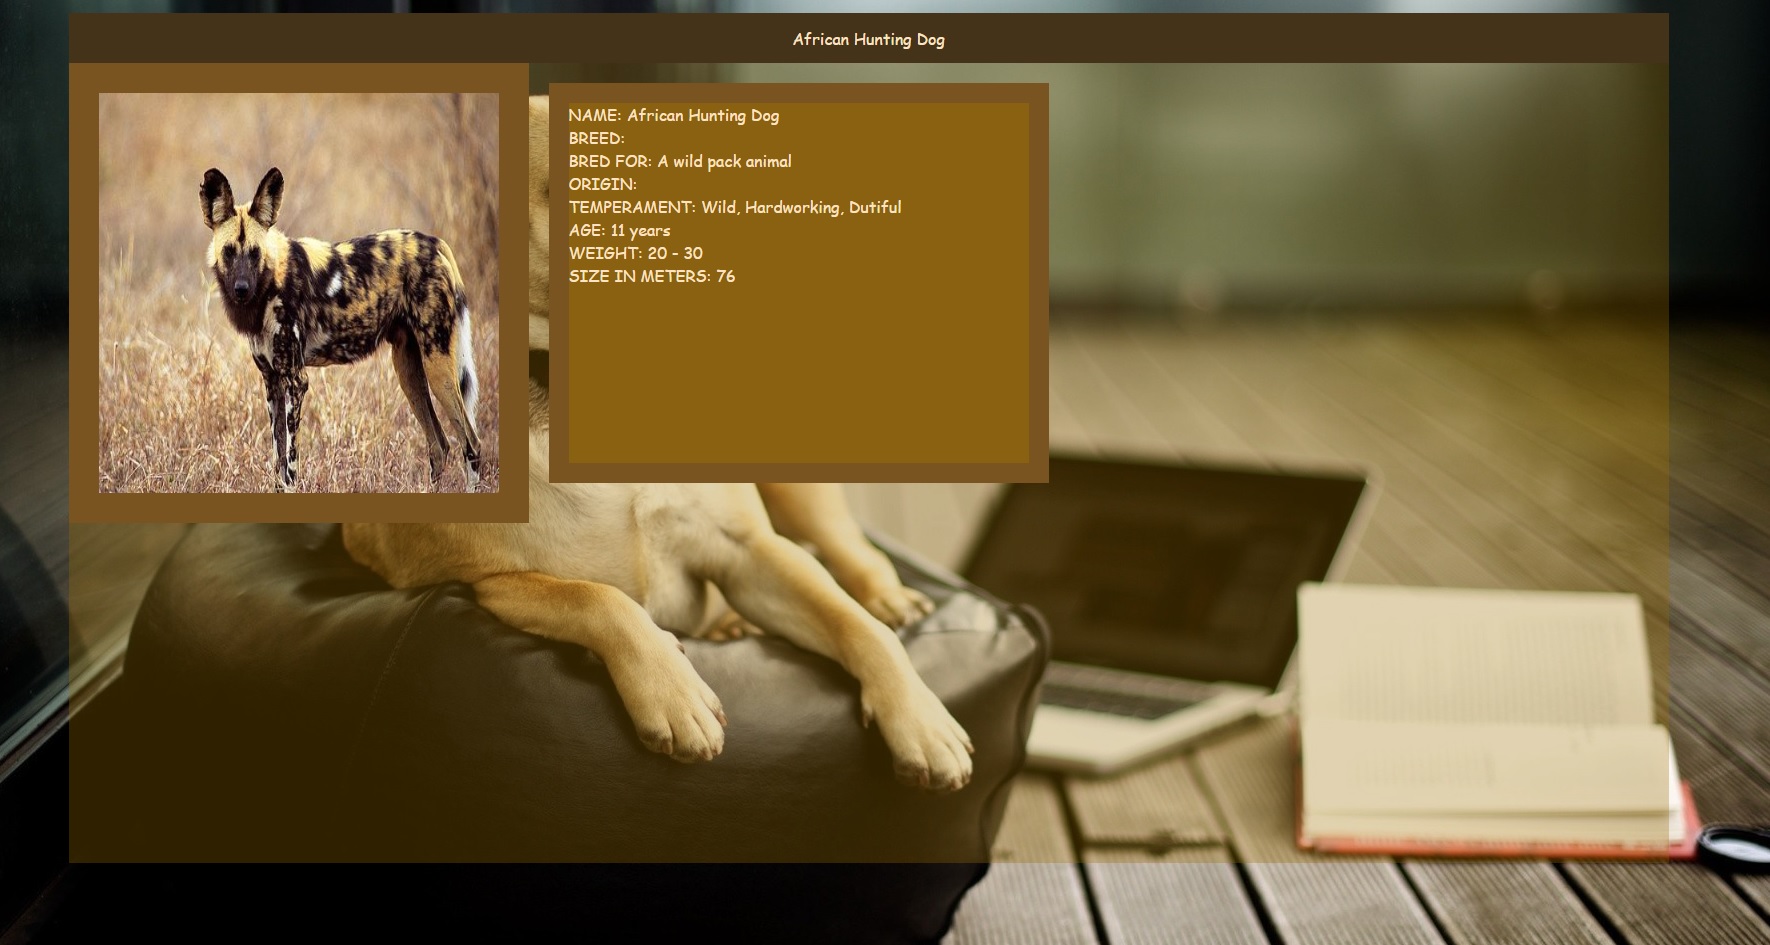 African Hunting Dog
NAME: African Hunting Dog
BREED:
BRED FOR: A wild pack animal
ORIGIN:
TEMPERAMENT: Wild, Hardworking, Dutiful
AGE: 11 years
WEIGHT: 20 - 30
SIZE IN METERS: 76